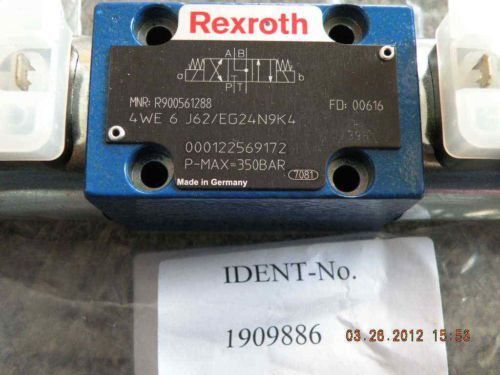 Rexroth
A B
a b
P T
MNR: R900561288 FD: 00616
4WE 6 J62/EG24N9K4
000122569172
P-MAX=350BAR
Made in Germany 7081
IDENT-No.
1909886
03.26.2012 15:53